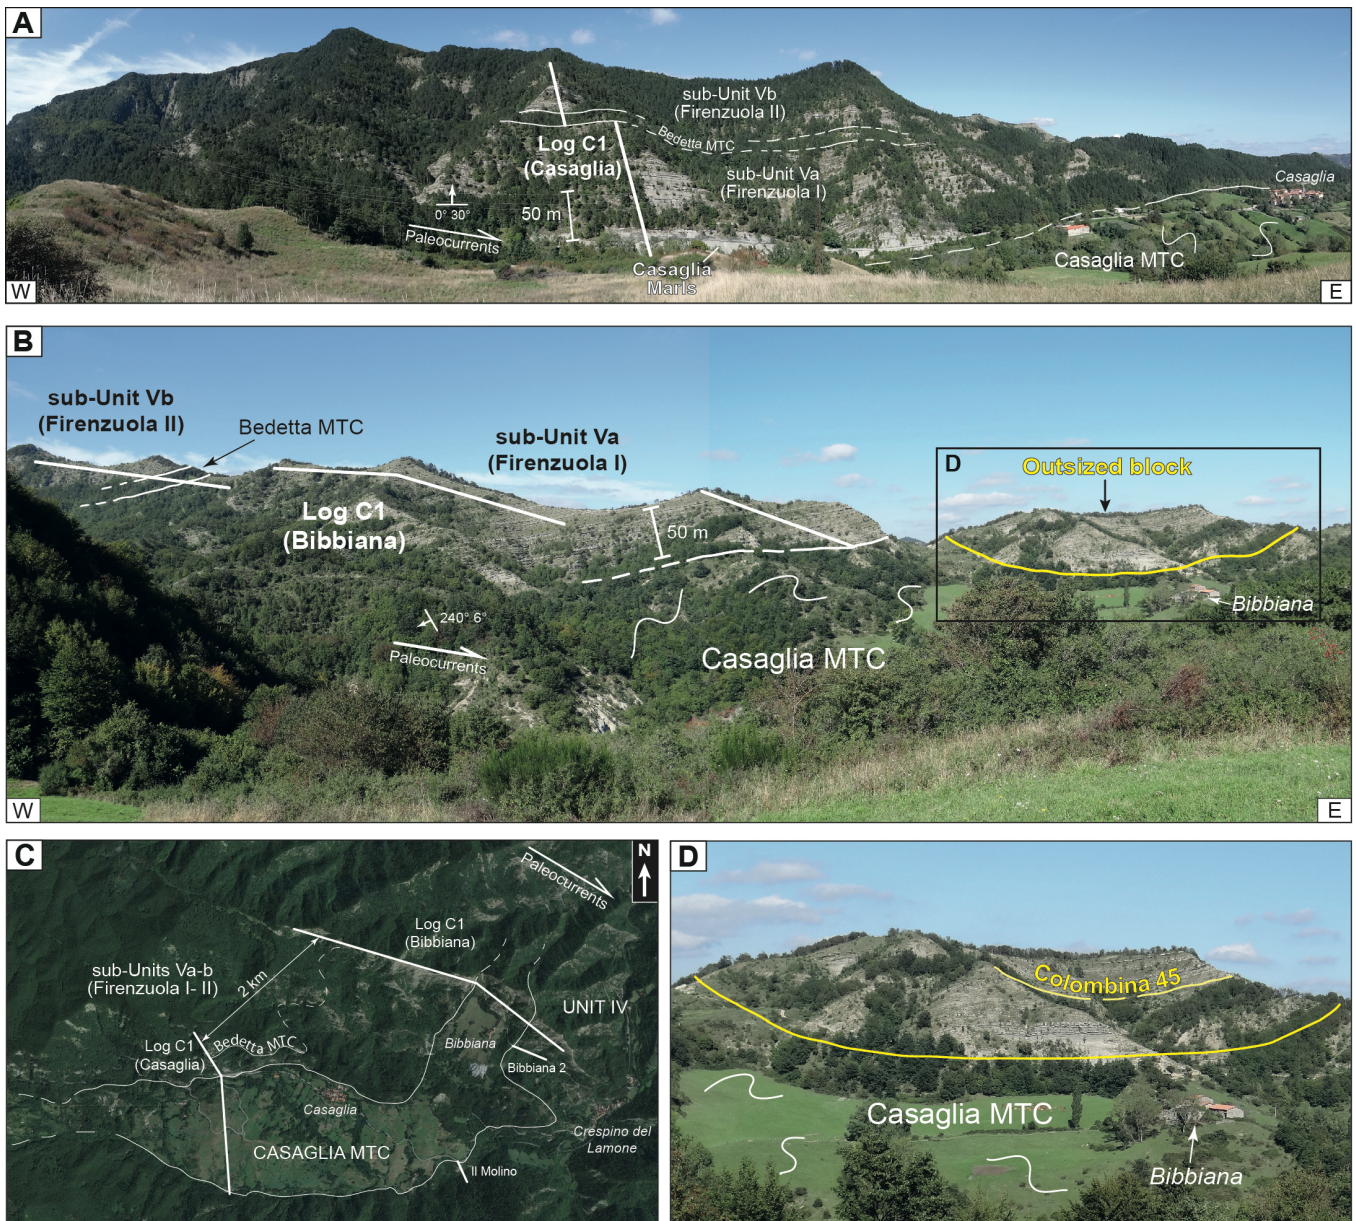 A
sub-Unit Vb
(Firenzuola II)
Bedetta MTC
Log C1
(Casaglia)
sub-Unit Va
(Firenzuola I)
Casaglia
0° 30°
50 m
Paleocurrents
Casaglia MTC
Casaglia
Marls
W
E
B
sub-Unit Vb
(Firenzuola II)
Bedetta MTC
sub-Unit Va
(Firenzuola I)
D
Outsized block
Log C1
(Bibbiana)
50 m
Bibbiana
240° 6°
Paleocurrents
Casaglia MTC
W
E
C
N
Paleocurrents
Log C1
(Bibbiana)
sub-Units Va-b
(Firenzuola I- II)
2 km
UNIT IV
Log C1
(Casaglia)
Bedetta MTC
Bibbiana
Bibbiana 2
Casaglia
Crespino del
Lamone
CASAGLIA MTC
Il Molino
D
Colombina 45
Casaglia MTC
Bibbiana